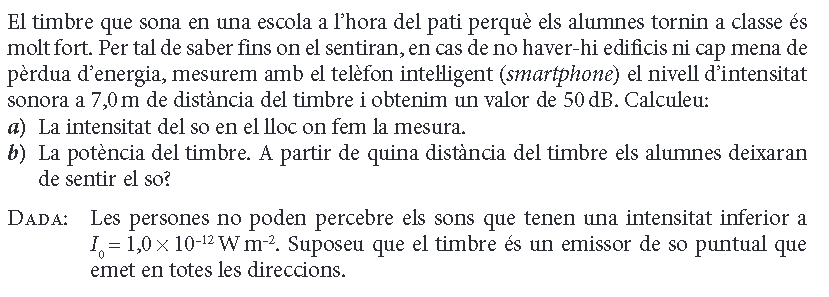 El timbre que sona en una escola a l’hora del pati perquè els alumnes tornin a classe és
molt fort. Per tal de saber fins on el sentiran, en cas de no haver-hi edificis ni cap mena de
pèrdua d’energia, mesurem amb el telèfon intel·ligent (smartphone) el nivell d’intensitat
sonora a 7,0 m de distància del timbre i obtenim un valor de 50 dB. Calculeu:
a) La intensitat del so en el lloc on fem la mesura.
b) La potència del timbre. A partir de quina distància del timbre els alumnes deixaran
de sentir el so?
DADA: Les persones no poden percebre els sons que tenen una intensitat inferior a
I₀ = 1,0 × 10⁻¹² W m⁻². Suposeu que el timbre és un emissor de so puntual que
emet en totes les direccions.